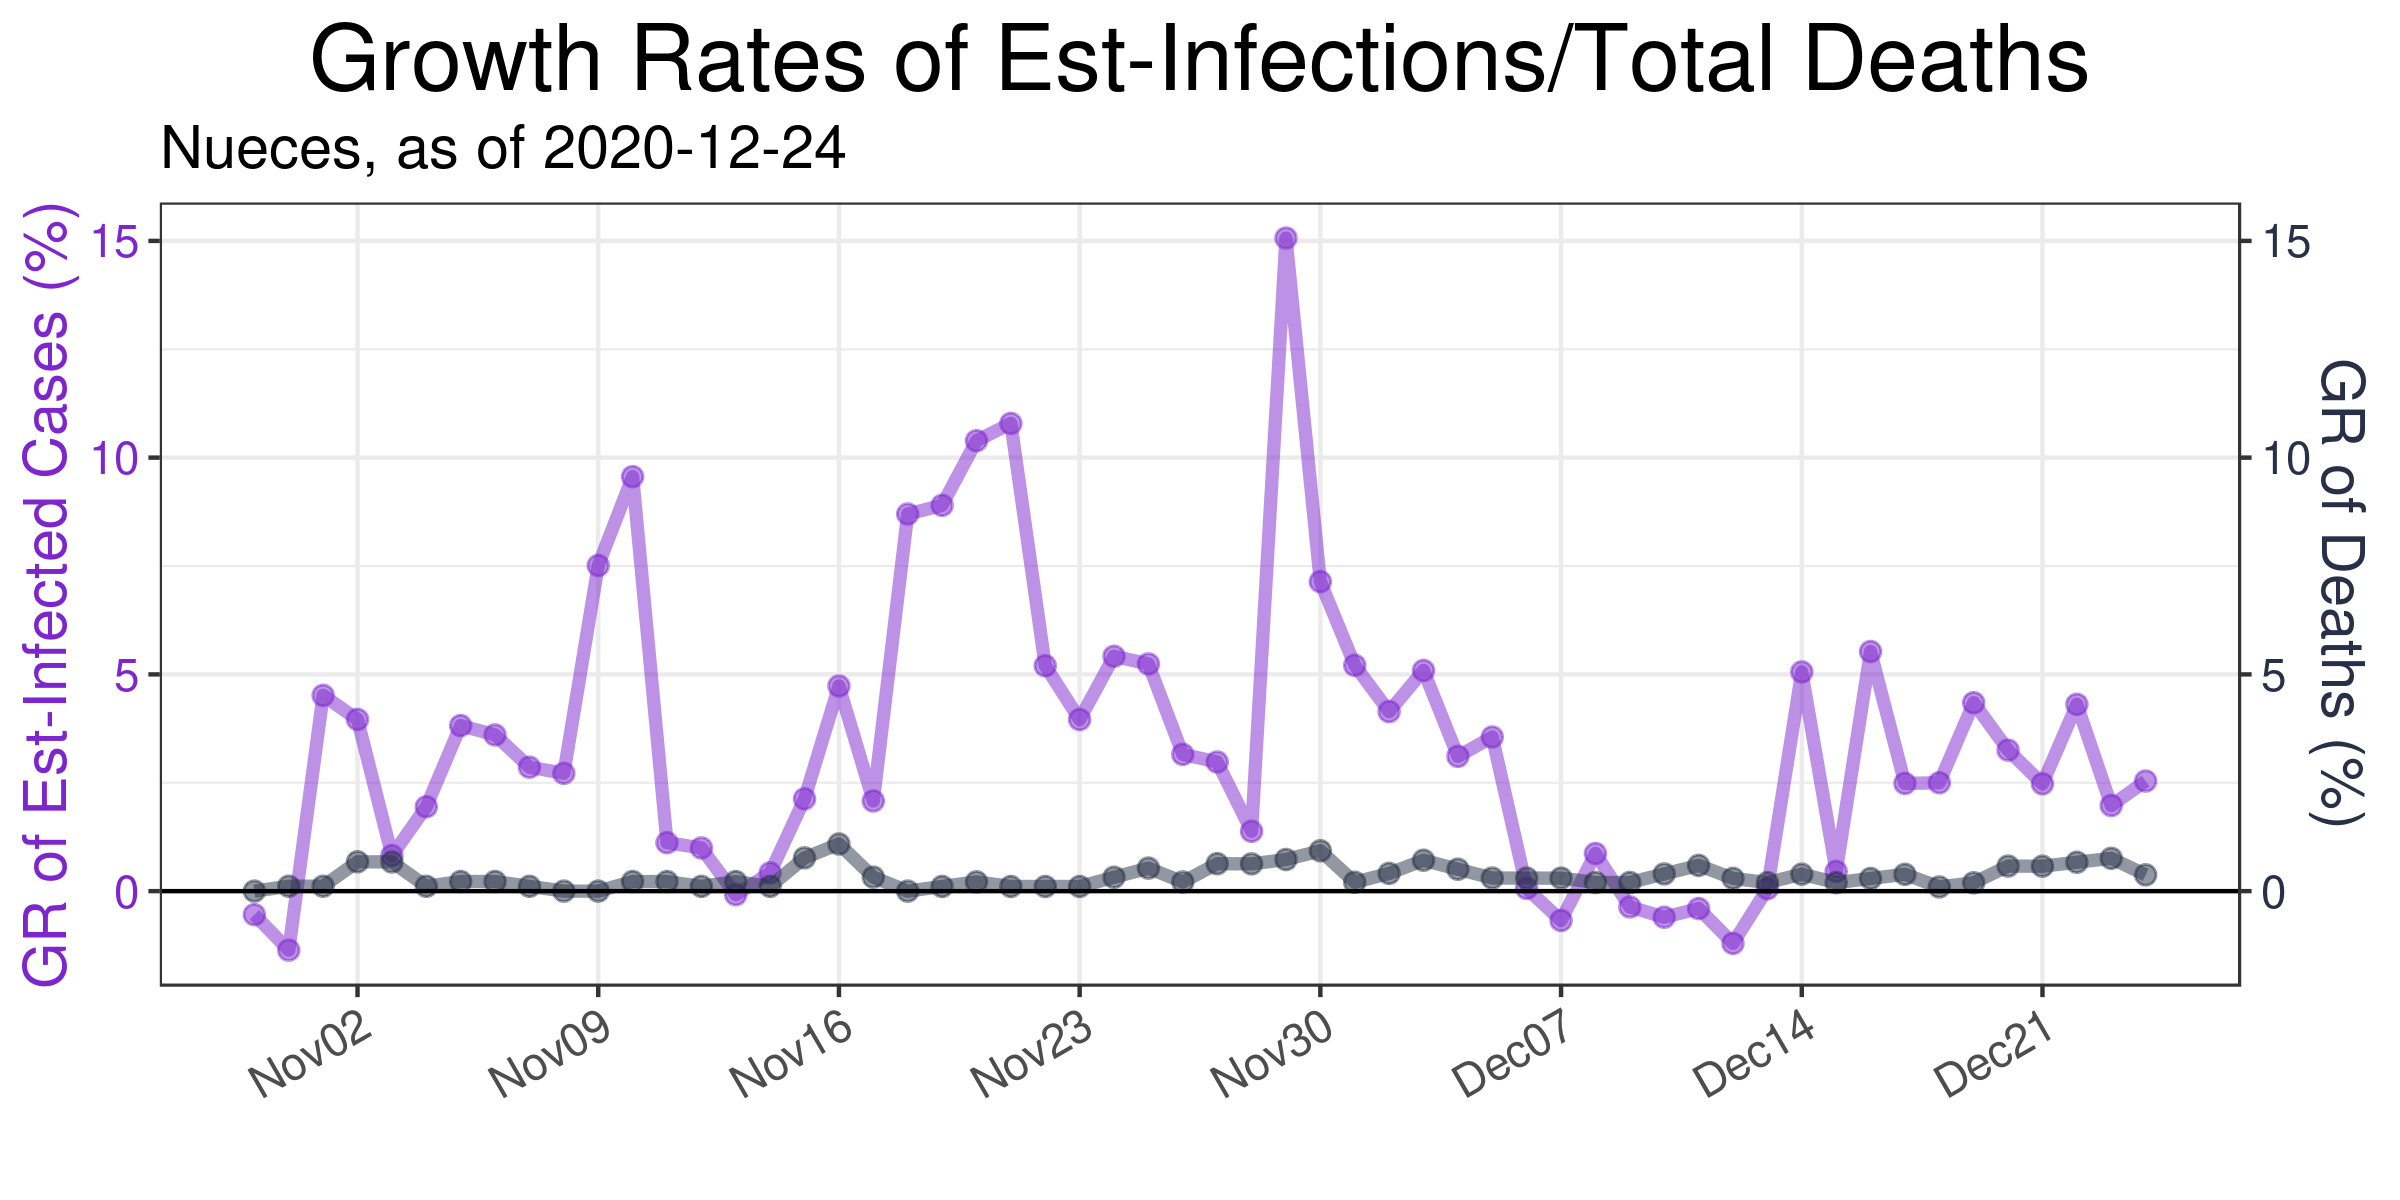 Growth Rates of Est-Infections/Total Deaths
Nueces, as of 2020-12-24
GR of Est-Infected Cases (%)
15
10
5
0
15
10
5
0
GR of Deaths (%)
Nov02
Nov09
Nov16
Nov23
Nov30
Dec07
Dec14
Dec21